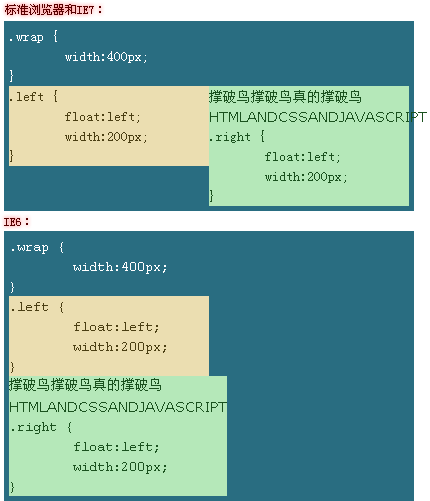 标准浏览器和IE7：
.wrap {
width:400px;
}
.left {
float:left;
width:200px;
}
撑破鸟撑破鸟真的撑破鸟
HTMLANDCSSANDJAVASCRIPT
.right {
float:left;
width:200px;
}
IE6：
.wrap {
width:400px;
}
.left {
float:left;
width:200px;
}
撑破鸟撑破鸟真的撑破鸟
HTMLANDCSSANDJAVASCRIPT
.right {
float:left;
width:200px;
}